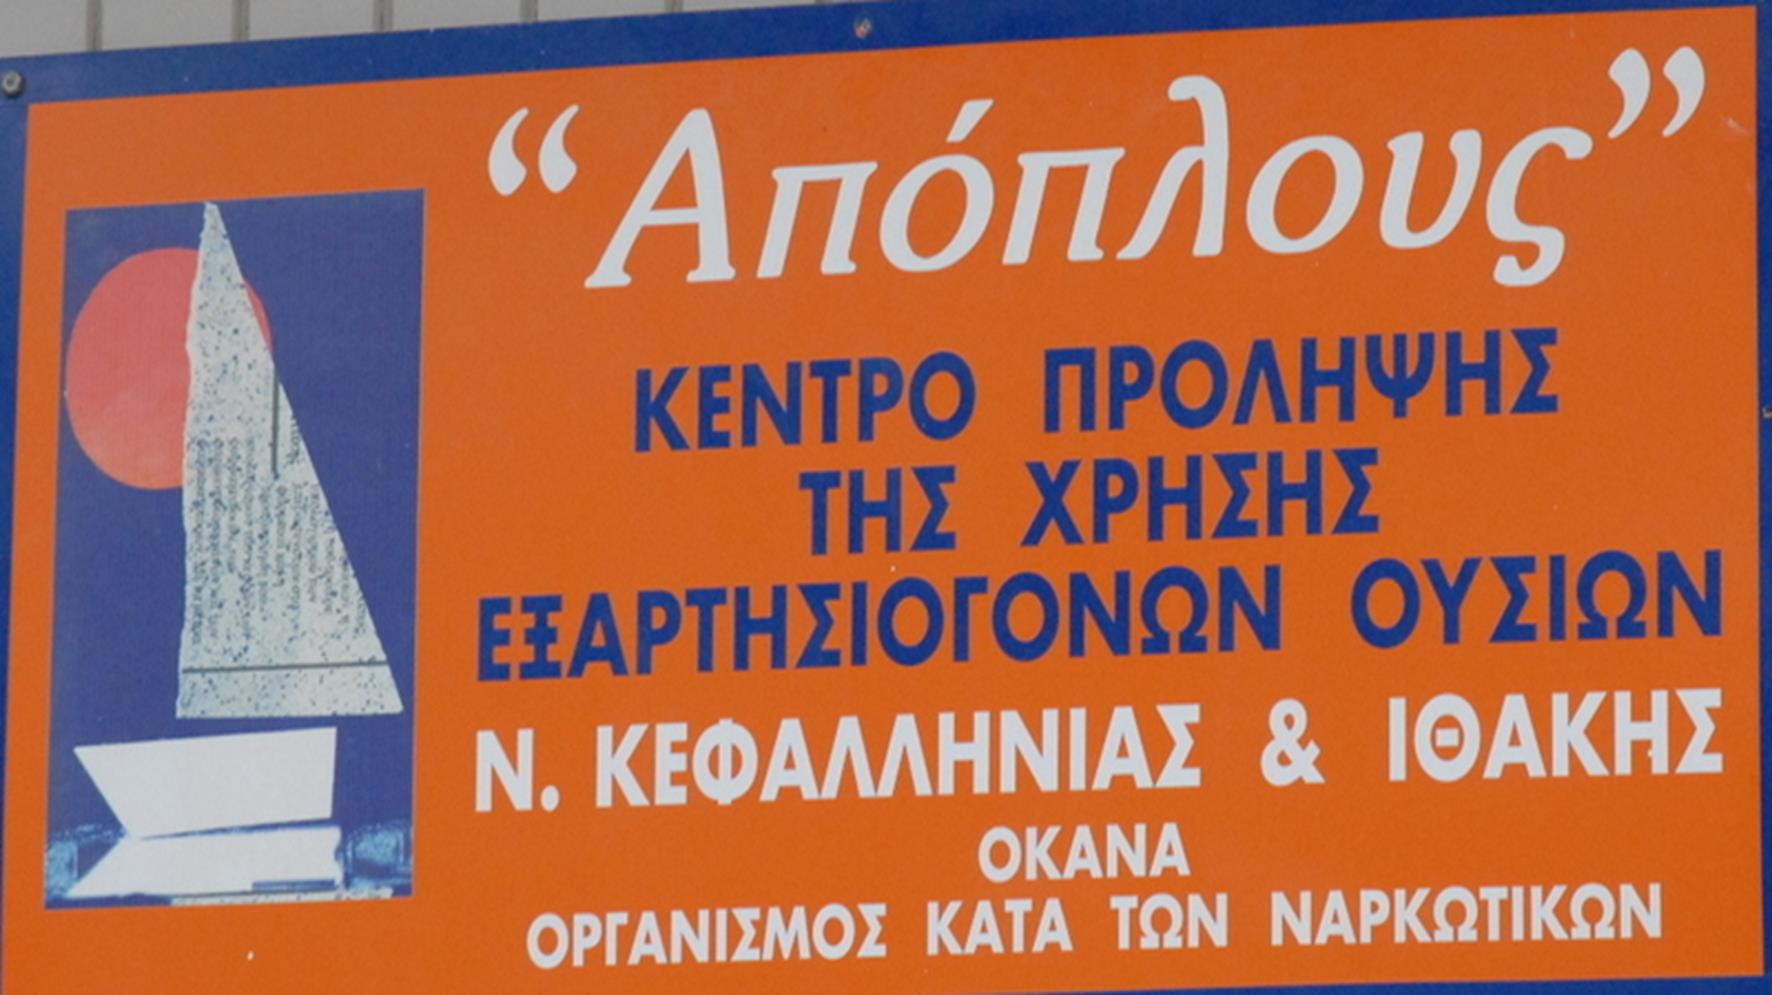 “Απόπλους”
ΚΕΝΤΡΟ ΠΡΟΛΗΨΗΣ
ΤΗΣ ΧΡΗΣΗΣ
ΕΞΑΡΤΗΣΙΟΓΟΝΩΝ ΟΥΣΙΩΝ
Ν. ΚΕΦΑΛΛΗΝΙΑΣ & ΙΘΑΚΗΣ
ΟΚΑΝΑ
ΟΡΓΑΝΙΣΜΟΣ ΚΑΤΑ ΤΩΝ ΝΑΡΚΩΤΙΚΩΝ